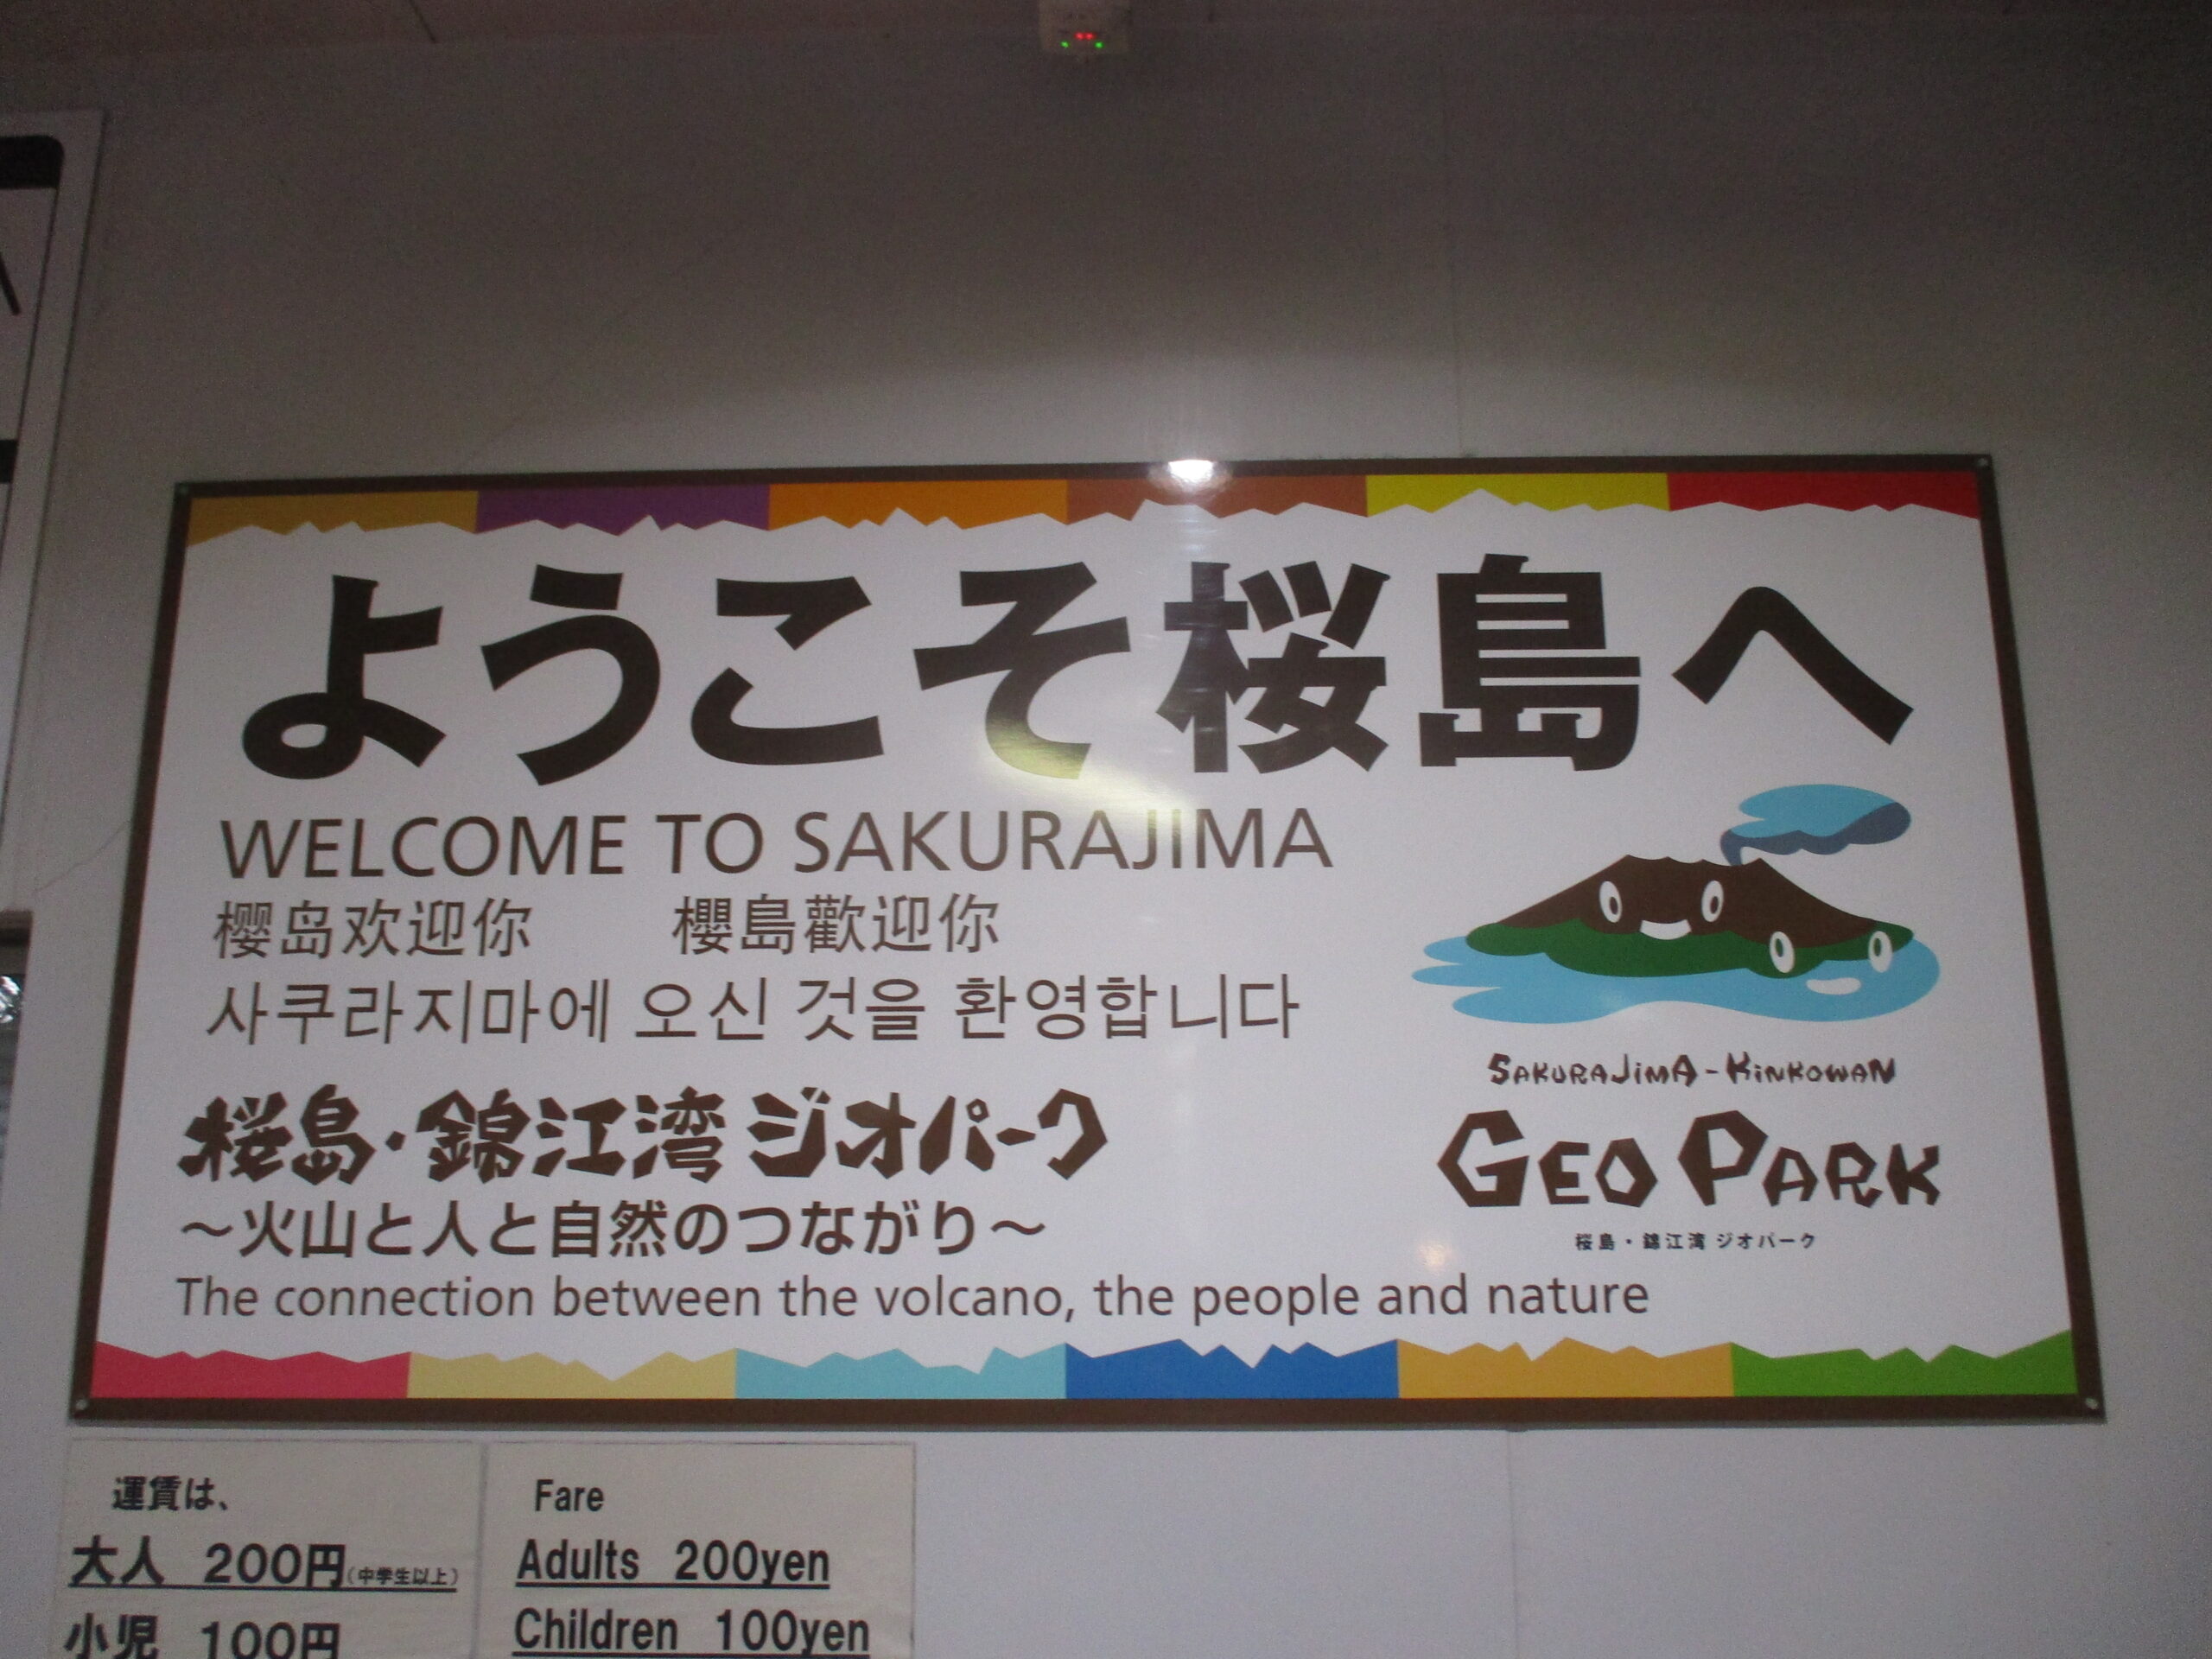 ようこそ桜島へ
WELCOME TO SAKURAJIMA
樱岛欢迎你 櫻島歡迎你
사쿠라지마에 오신 것을 환영합니다
桜島・錦江湾 ジオパーク
～火山と人と自然のつながり～
The connection between the volcano, the people and nature
SAKURAJIMA-KINKOWAN
GEO PARK
桜島・錦江湾 ジオパーク
運賃は、
大人 200円(中学生以上)
小児 100円
Fare
Adults 200yen
Children 100yen